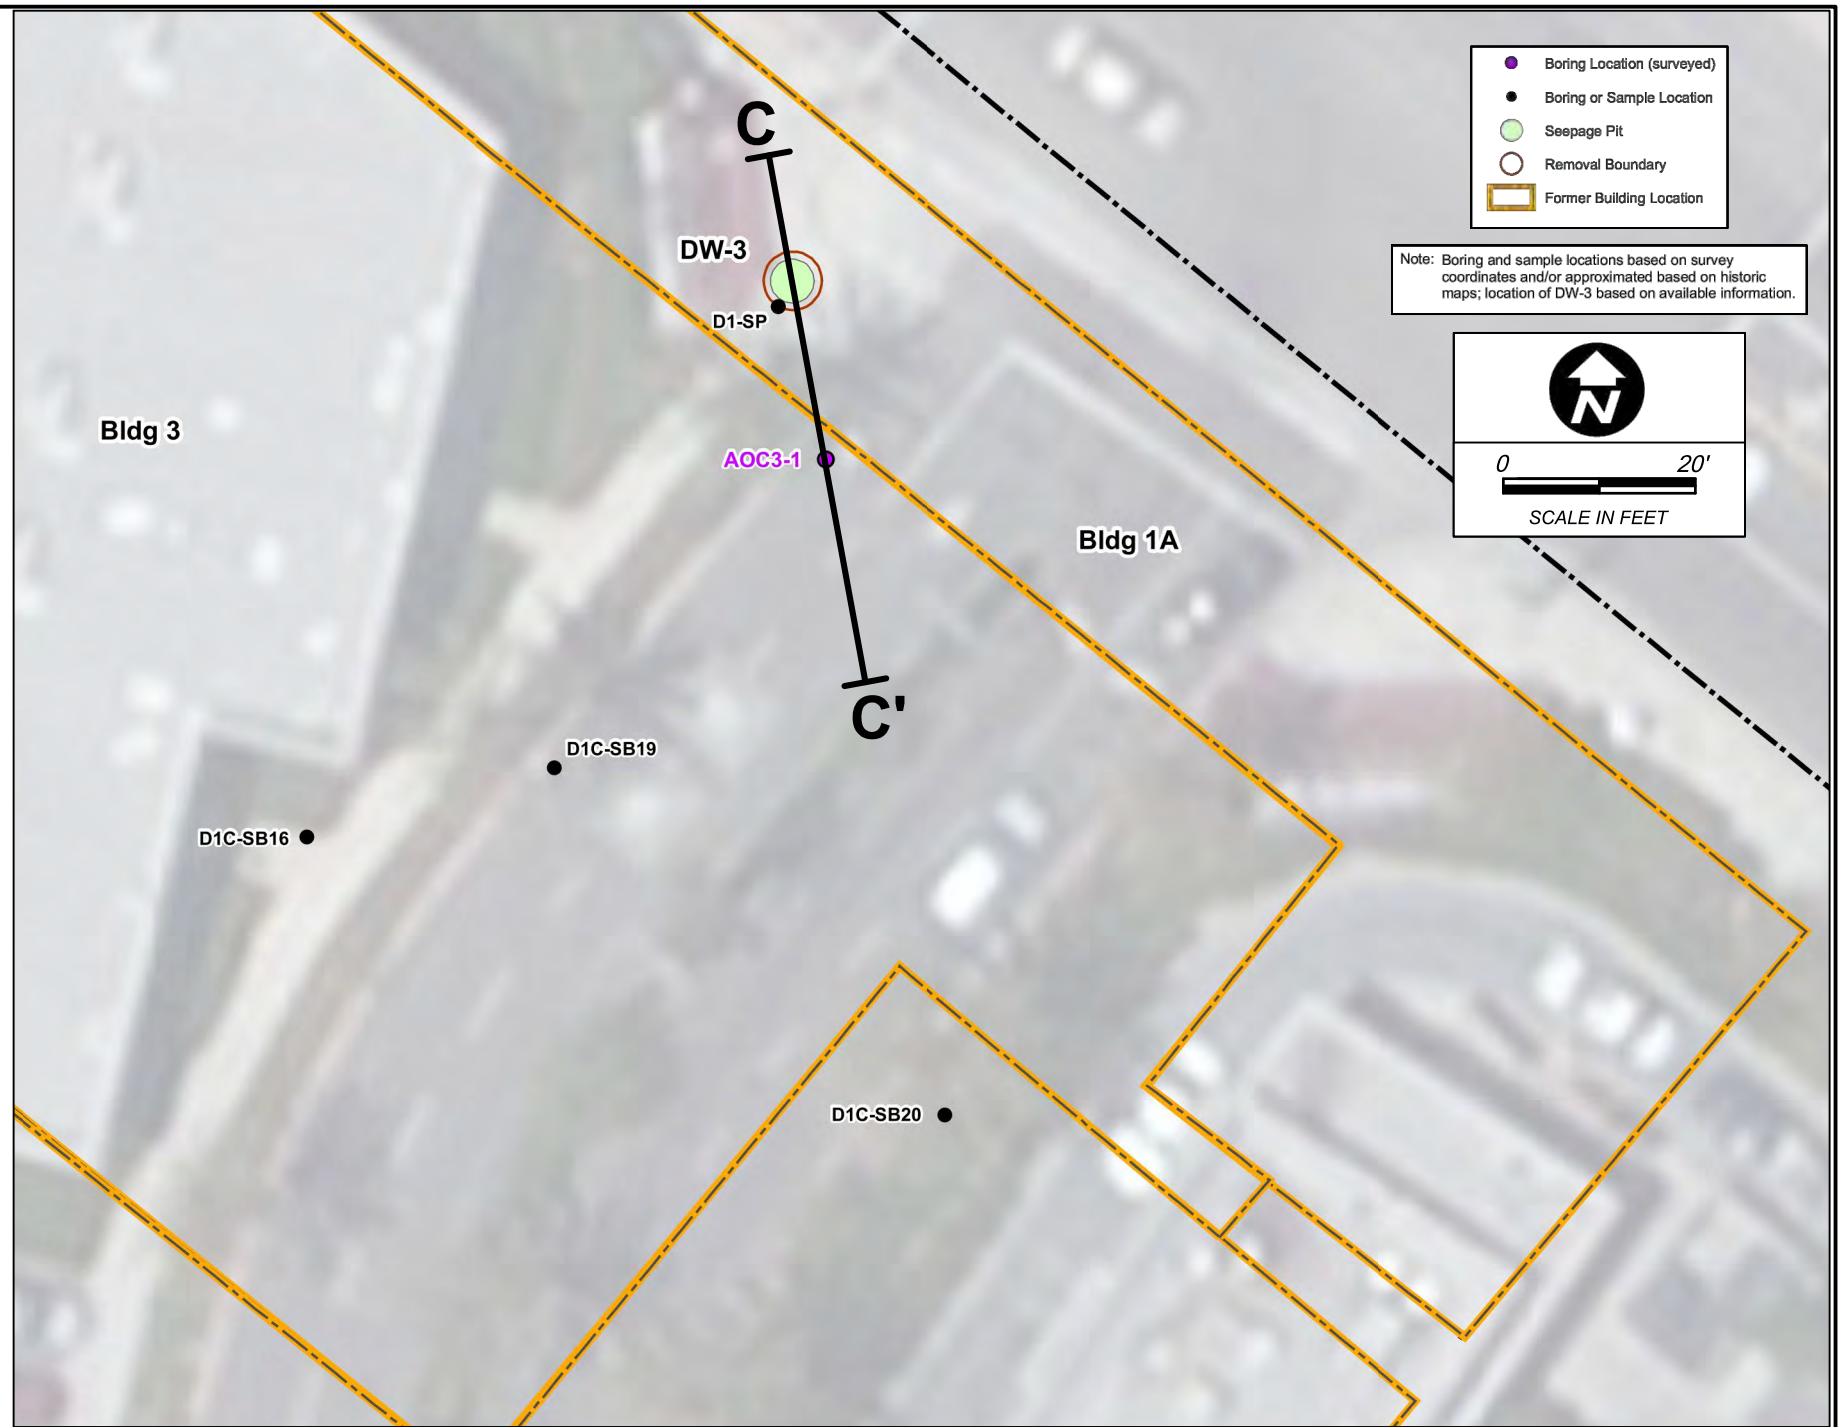 Boring Location (surveyed)
Boring or Sample Location
Seepage Pit
Removal Boundary
Former Building Location
Note: Boring and sample locations based on survey
coordinates and/or approximated based on historic
maps; location of DW-3 based on available information.
N
0 20'
SCALE IN FEET
C
DW-3
D1-SP
Bldg 3
AOC3-1
Bldg 1A
C'
D1C-SB19
D1C-SB16
D1C-SB20